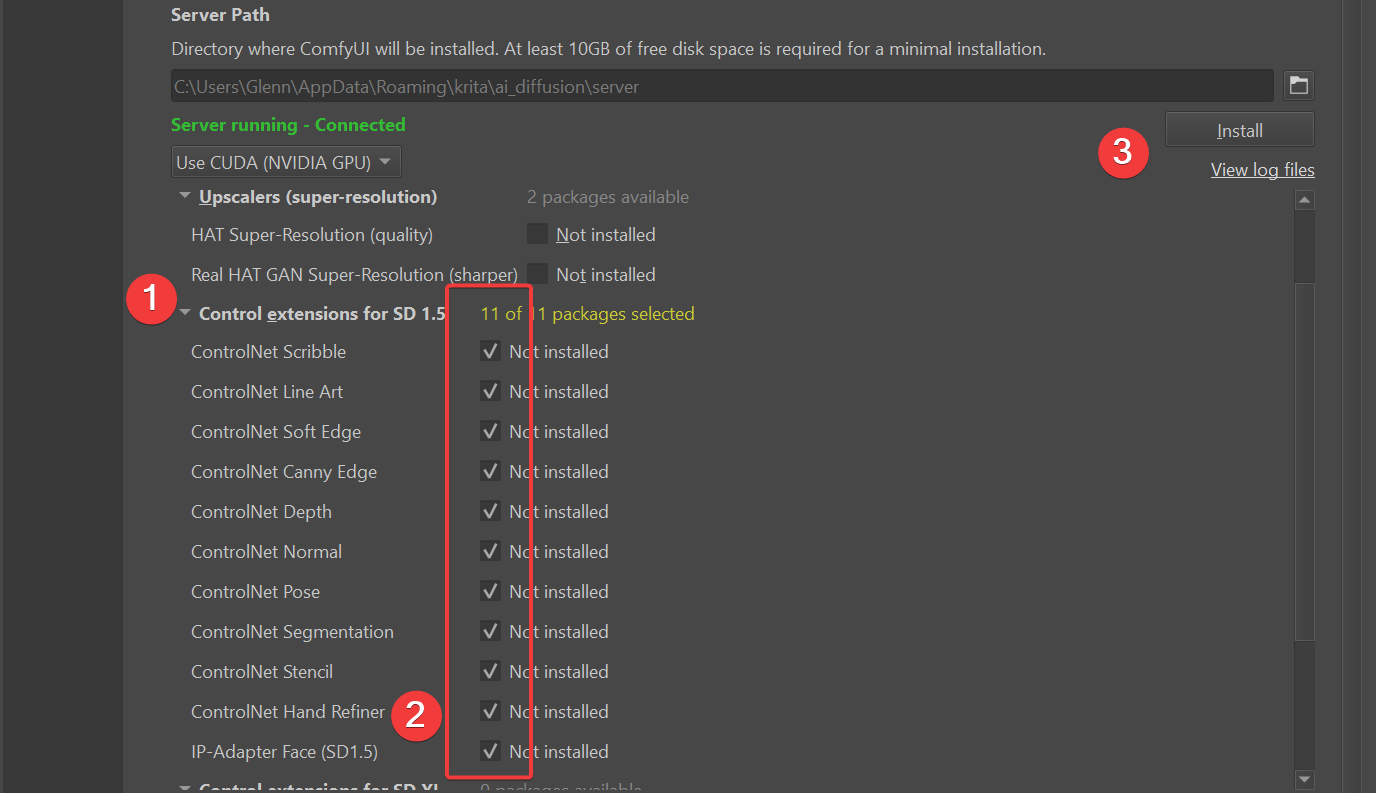 Server Path
Directory where ComfyUI will be installed. At least 10GB of free disk space is required for a minimal installation.
C:\Users\Glenn\AppData\Roaming\krita\ai_diffusion\server
Server running - Connected
3
Install
Use CUDA (NVIDIA GPU)
View log files
Upscalers (super-resolution) 2 packages available
HAT Super-Resolution (quality) Not installed
Real HAT GAN Super-Resolution (sharper) Not installed
1
Control extensions for SD 1.5 11 of 11 packages selected
ControlNet Scribble Not installed
ControlNet Line Art Not installed
ControlNet Soft Edge Not installed
ControlNet Canny Edge Not installed
ControlNet Depth Not installed
ControlNet Normal Not installed
ControlNet Pose Not installed
ControlNet Segmentation Not installed
ControlNet Stencil Not installed
ControlNet Hand Refiner 2 Not installed
IP-Adapter Face (SD1.5) Not installed
Control extensions for SD XL 0 packages available